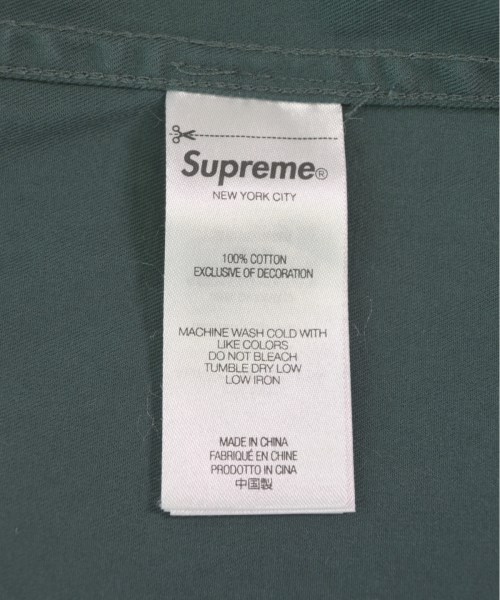 Supreme®
NEW YORK CITY
100% COTTON
EXCLUSIVE OF DECORATION
MACHINE WASH COLD WITH
LIKE COLORS
DO NOT BLEACH
TUMBLE DRY LOW
LOW IRON
MADE IN CHINA
FABRIQUÉ EN CHINE
PRODOTTO IN CINA
中国製